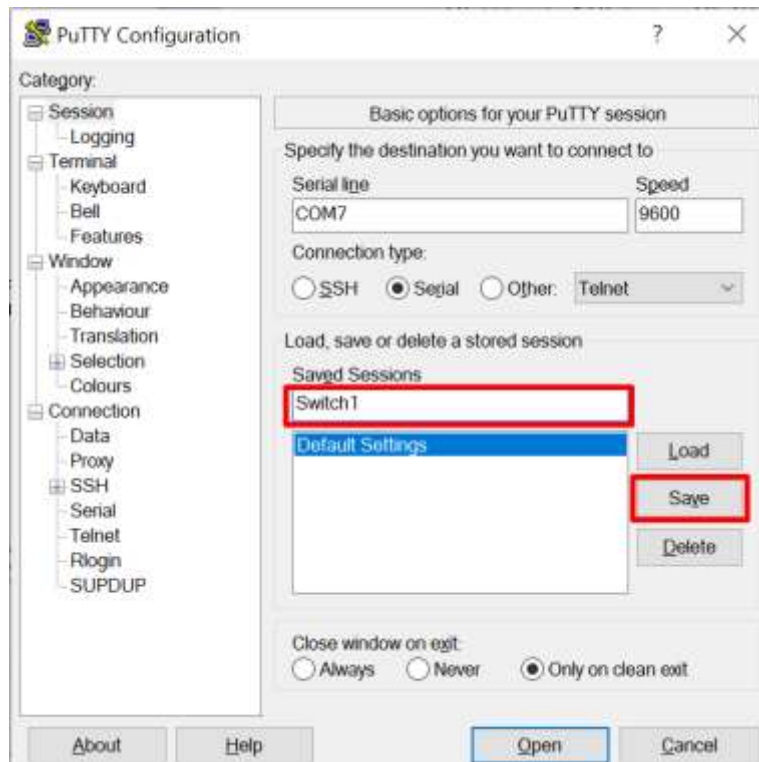 PuTTY Configuration
?
Category:
Session
Logging
Terminal
Keyboard
Bell
Features
Window
Appearance
Behaviour
Translation
Selection
Colours
Connection
Data
Proxy
SSH
Serial
Telnet
Rlogin
SUPDUP
Basic options for your PuTTY session
Specify the destination you want to connect to
Serial line Speed
COM7 9600
Connection type:
SSH Serial Other: Telnet
Load, save or delete a stored session
Saved Sessions
Switch1
Default Settings
Load
Save
Delete
Close window on exit:
Always Never Only on clean exit
About Help Open Cancel